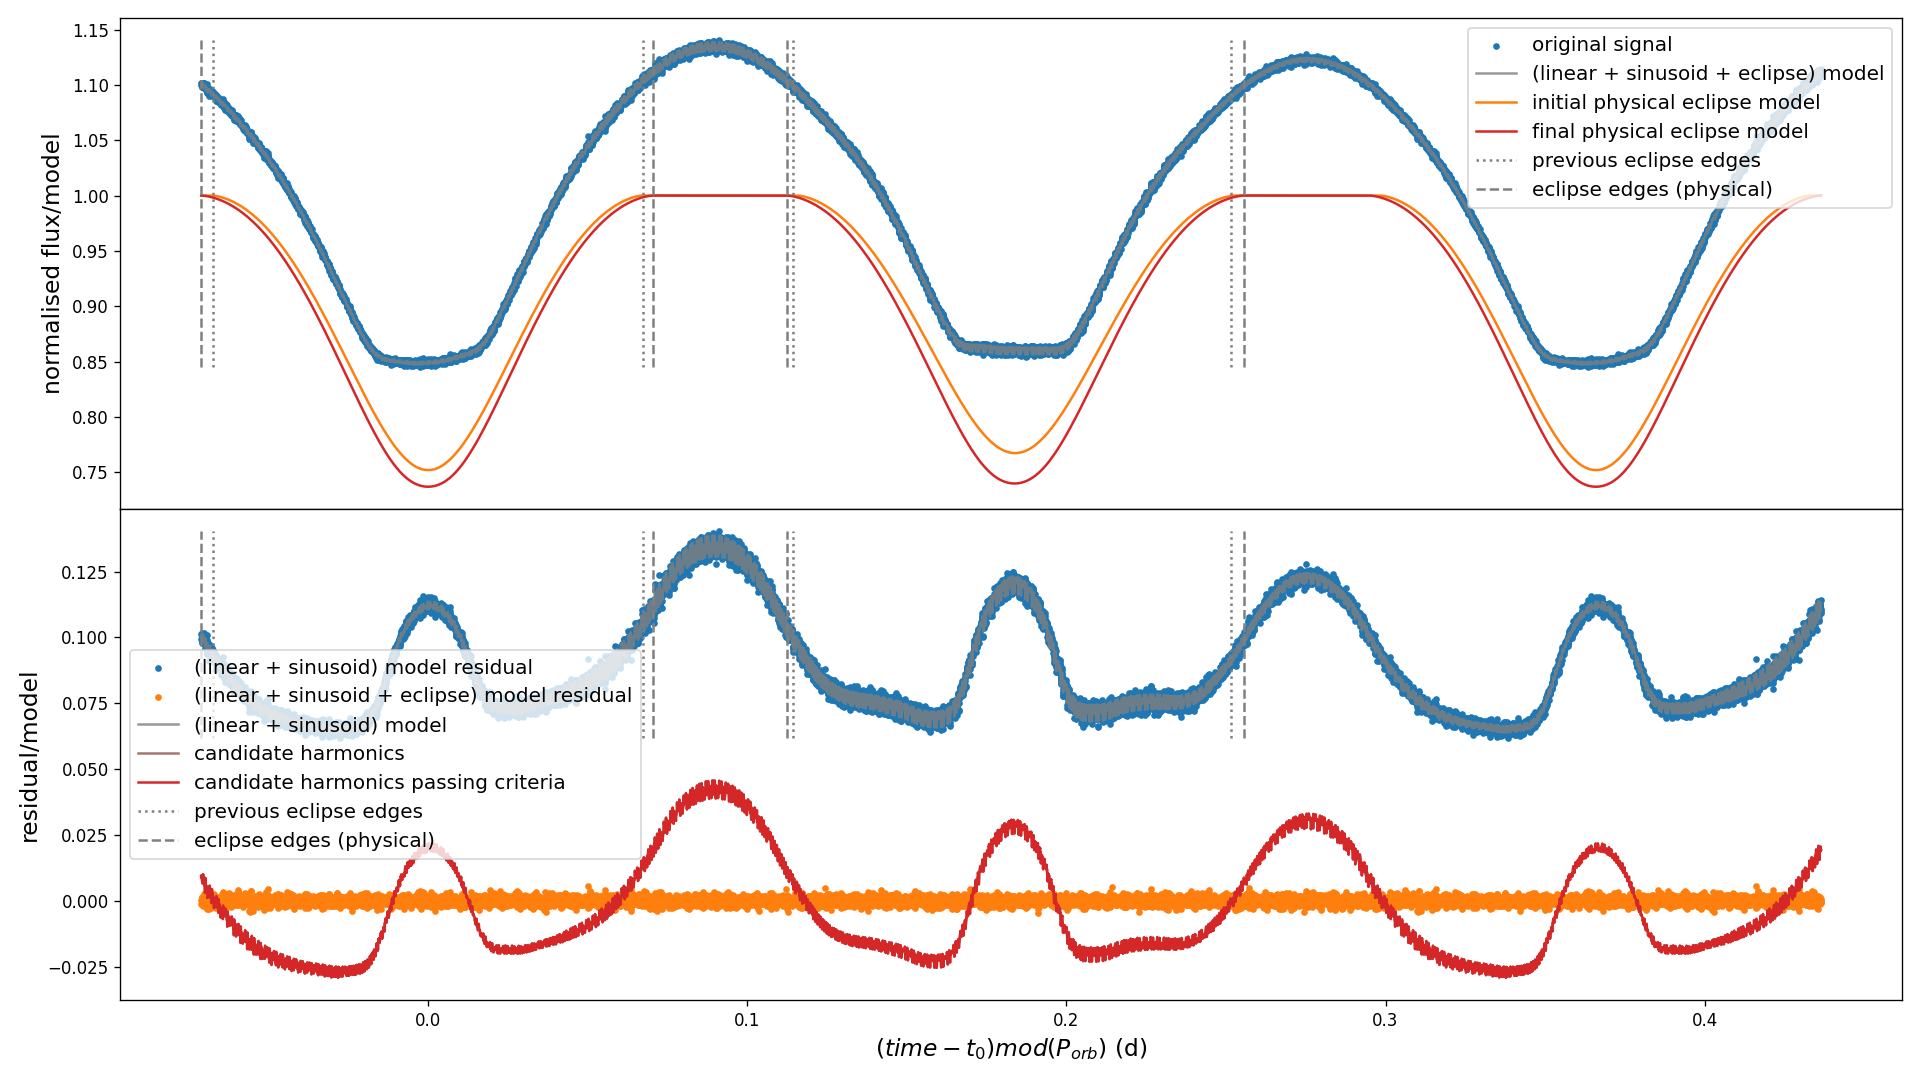 normalised flux/model
1.15
1.10
1.05
1.00
0.95
0.90
0.85
0.80
0.75
original signal
(linear + sinusoid + eclipse) model
initial physical eclipse model
final physical eclipse model
previous eclipse edges
eclipse edges (physical)
residual/model
0.125
0.100
0.075
0.050
0.025
0.000
−0.025
(linear + sinusoid) model residual
(linear + sinusoid + eclipse) model residual
(linear + sinusoid) model
candidate harmonics
candidate harmonics passing criteria
previous eclipse edges
eclipse edges (physical)
0.0 0.1 0.2 0.3 0.4
(time − t₀)mod(P_orb) (d)